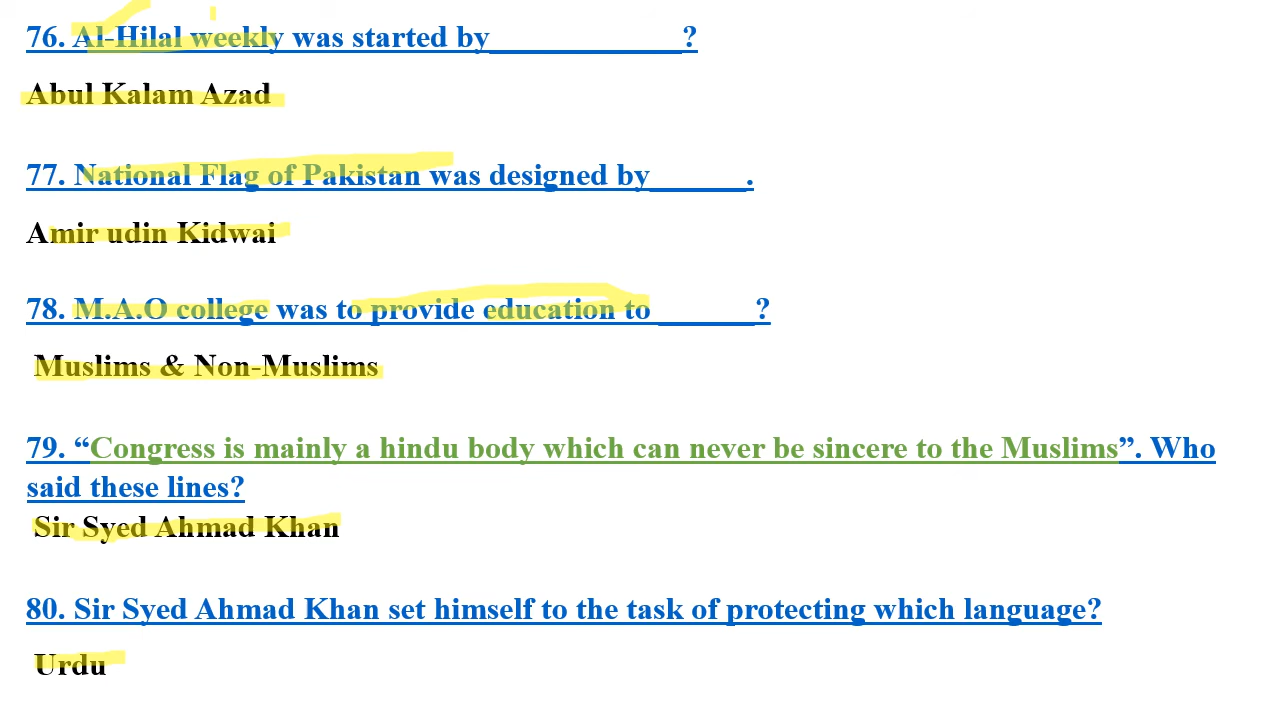 76. Al-Hilal weekly was started by____________?
Abul Kalam Azad
77. National Flag of Pakistan was designed by______.
Amir udin Kidwai
78. M.A.O college was to provide education to ______?
Muslims & Non-Muslims
79. “Congress is mainly a hindu body which can never be sincere to the Muslims”. Who
said these lines?
Sir Syed Ahmad Khan
80. Sir Syed Ahmad Khan set himself to the task of protecting which language?
Urdu